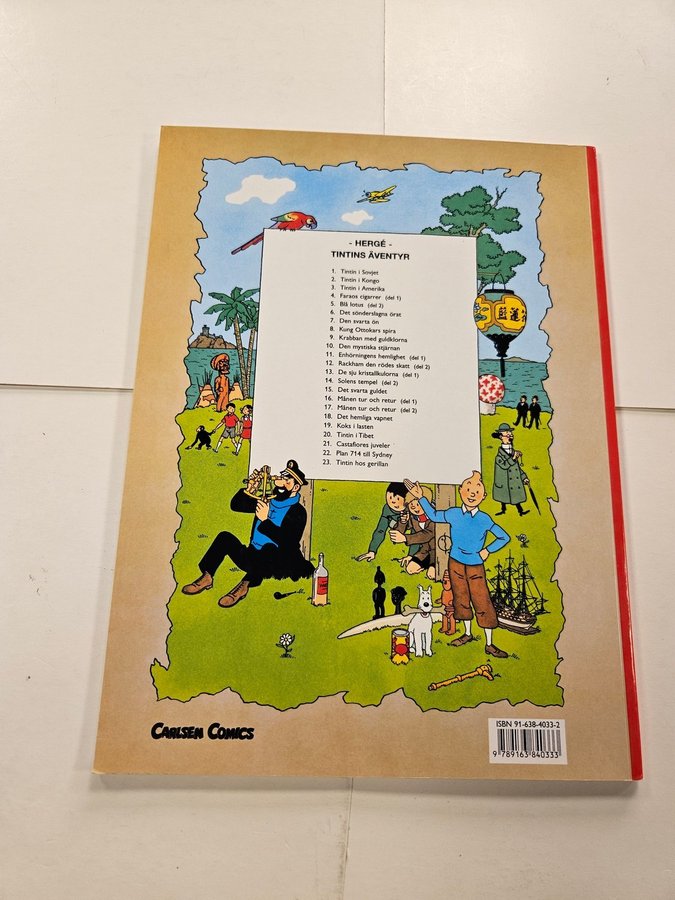 - HERGÉ -
TINTINS ÄVENTYR
1. Tintin i Sovjet
2. Tintin i Kongo
3. Tintin i Amerika
4. Faraos cigarrer (del 1)
5. Blå lotus (del 2)
6. Det sönderslagna örat
7. Den svarta ön
8. Kung Ottokars spira
9. Krabban med guldklorna
10. Den mystiska stjärnan
11. Enhörningens hemlighet (del 1)
12. Rackham den rödes skatt (del 2)
13. De sju kristallkulorna (del 1)
14. Solens tempel (del 2)
15. Det svarta guldet
16. Månen tur och retur (del 1)
17. Månen tur och retur (del 2)
18. Det hemliga vapnet
19. Koks i lasten
20. Tintin i Tibet
21. Castafiores juveler
22. Plan 714 till Sydney
23. Tintin hos gerillan
CARLSEN COMICS
ISBN 91-638-4033-2
9 789163 840333